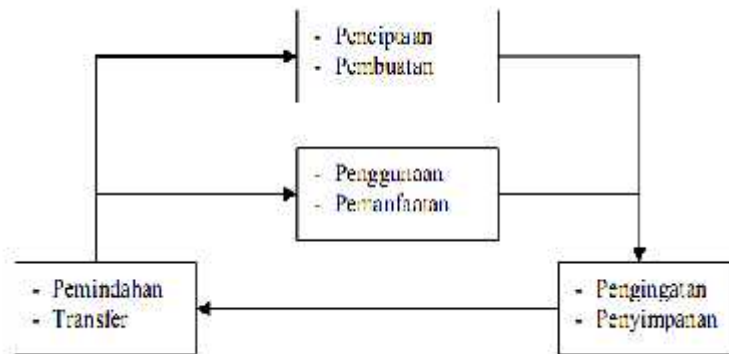 - Penciptaan
- Pembuatan
- Penggunaan
- Pemanfaatan
- Pemindahan
- Transfer
- Pengingatan
- Penyimpanan